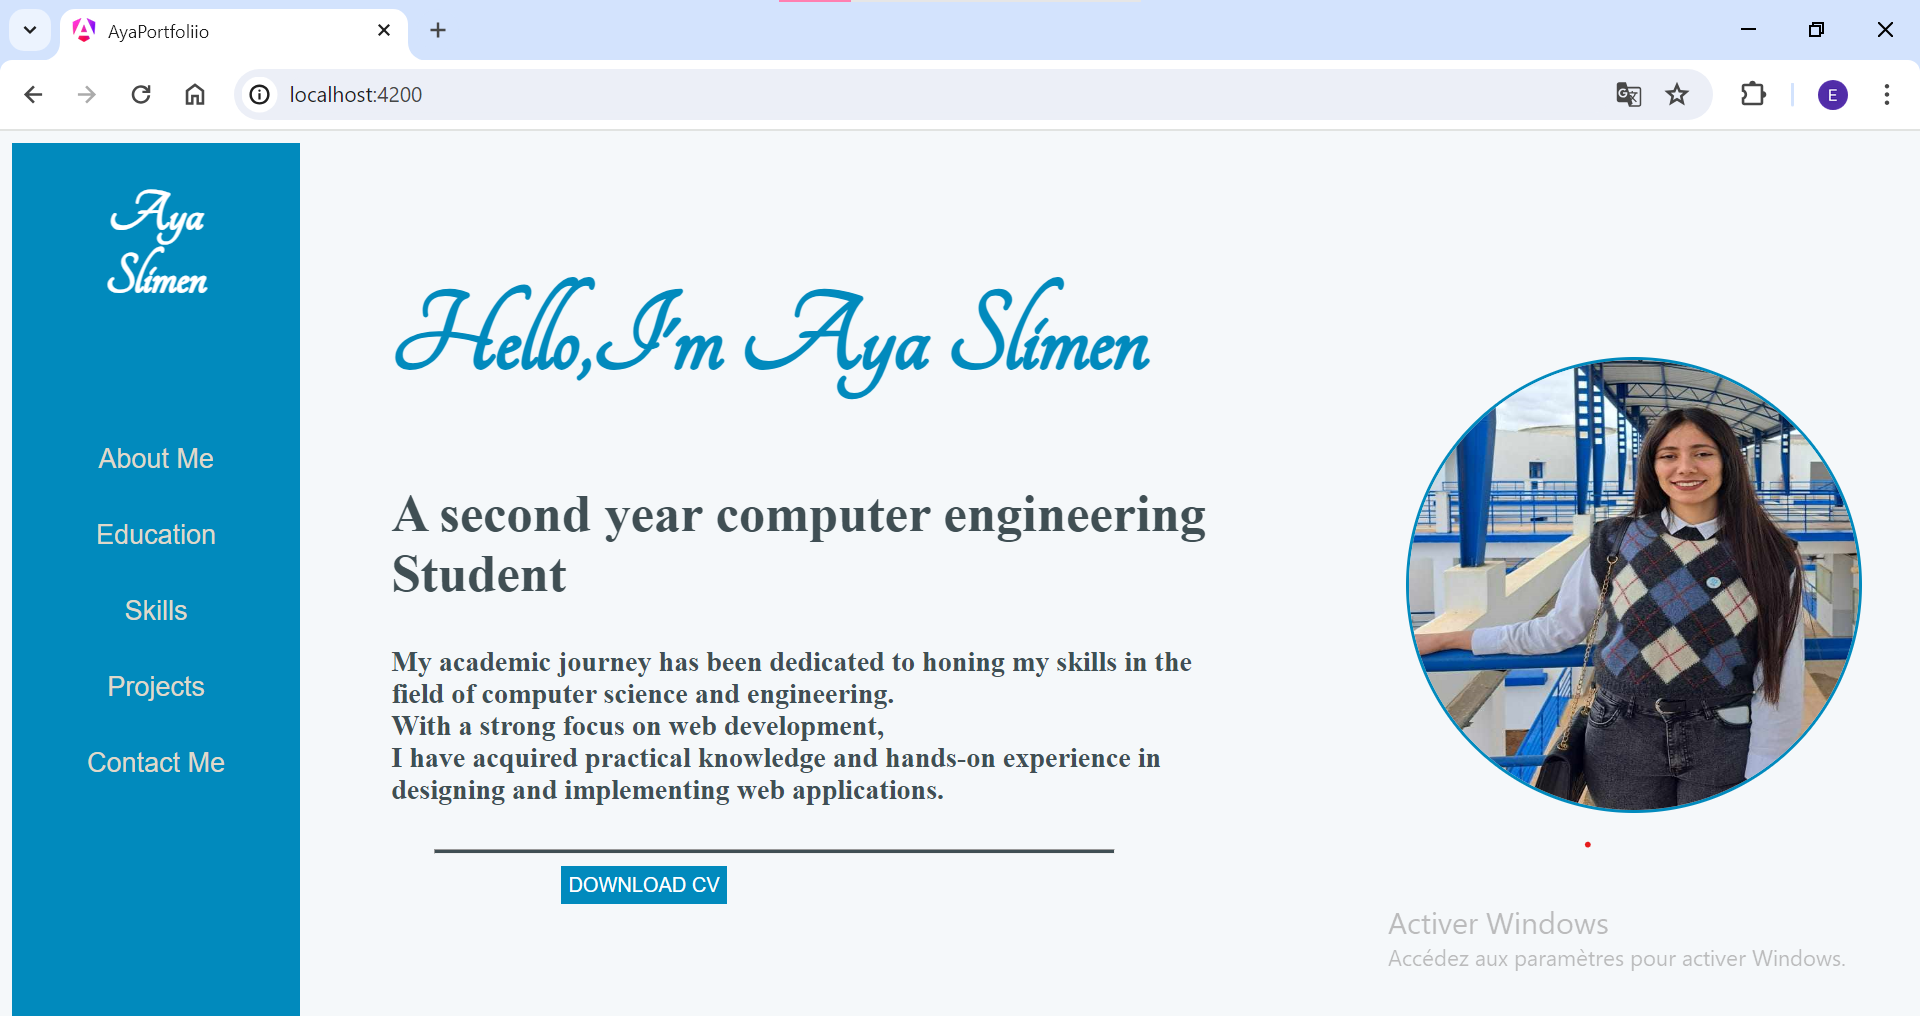 AyaPortfoliio
localhost:4200
E
Aya
Slimen
About Me
Education
Skills
Projects
Contact Me
Hello,I'm Aya Slimen
A second year computer engineering
Student
My academic journey has been dedicated to honing my skills in the
field of computer science and engineering.
With a strong focus on web development,
I have acquired practical knowledge and hands-on experience in
designing and implementing web applications.
DOWNLOAD CV
Activer Windows
Accédez aux paramètres pour activer Windows.